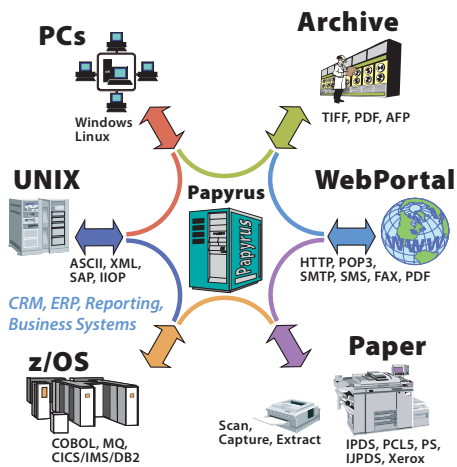 PCs
Archive
Windows
Linux
TIFF, PDF, AFP
UNIX
Papyrus
WebPortal
Papyrus
WWW
ASCII, XML,
SAP, IIOP
HTTP, POP3,
SMTP, SMS, FAX, PDF
CRM, ERP, Reporting,
Business Systems
z/OS
Paper
COBOL, MQ,
CICS/IMS/DB2
Scan,
Capture, Extract
IPDS, PCL5, PS,
IJPDS, Xerox